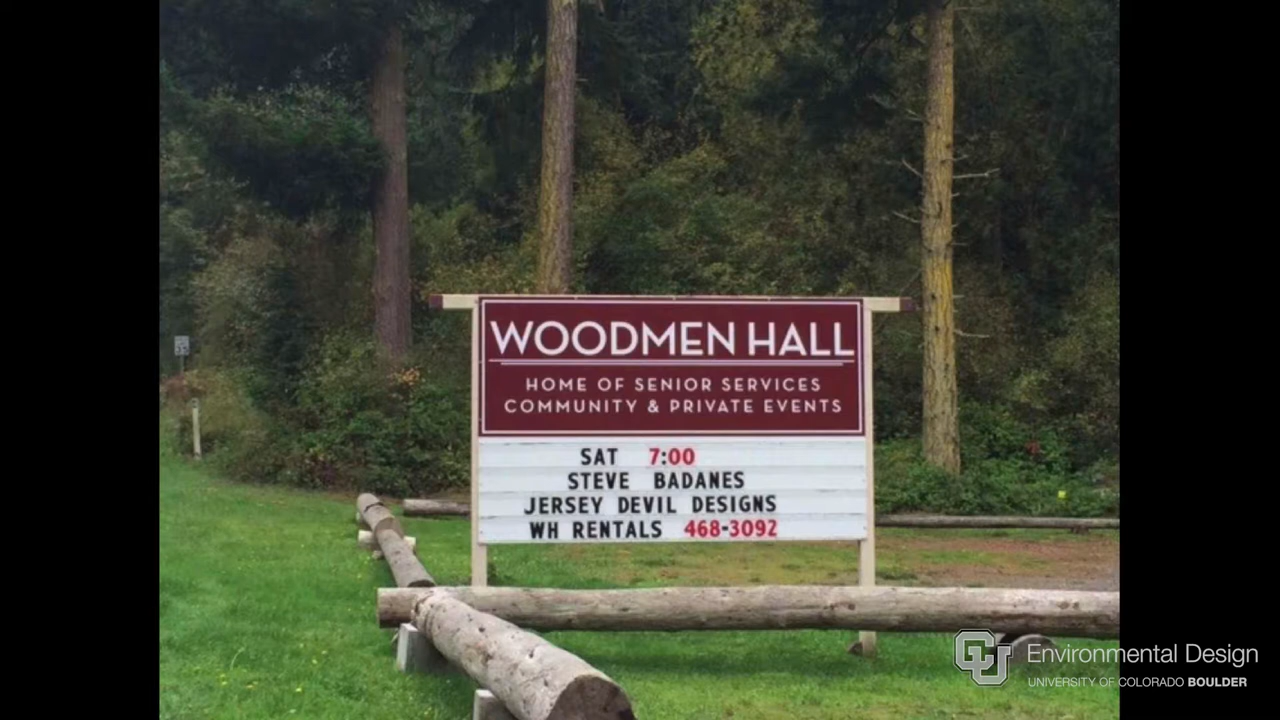 WOODMEN HALL
HOME OF SENIOR SERVICES
COMMUNITY & PRIVATE EVENTS
SAT 7:00
STEVE BADANES
JERSEY DEVIL DESIGNS
WH RENTALS 468-3092
CU Environmental Design
UNIVERSITY OF COLORADO BOULDER